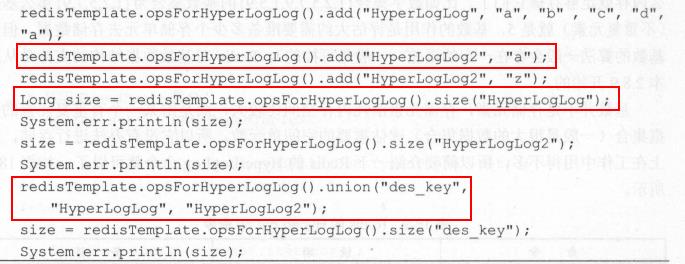 redisTemplate.opsForHyperLogLog().add("HyperLogLog", "a", "b" , "c", "d",
"a");
redisTemplate.opsForHyperLogLog().add("HyperLogLog2", "a");
redisTemplate.opsForHyperLogLog().add("HyperLogLog2", "z");
Long size = redisTemplate.opsForHyperLogLog().size("HyperLogLog");
System.err.println(size);
size = redisTemplate.opsForHyperLogLog().size("HyperLogLog2");
System.err.println(size);
redisTemplate.opsForHyperLogLog().union("des_key",
"HyperLogLog", "HyperLogLog2");
size = redisTemplate.opsForHyperLogLog().size("des_key");
System.err.println(size);